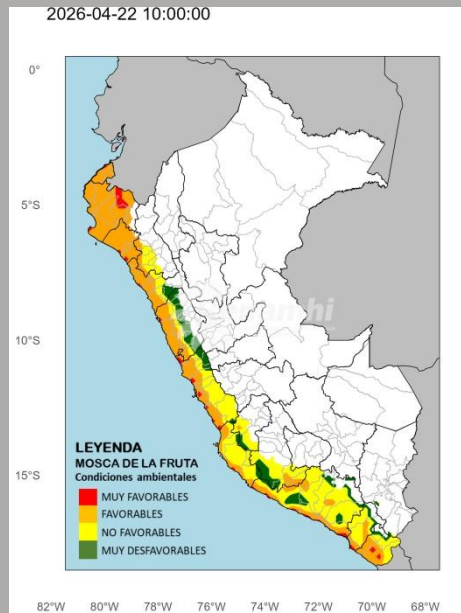 2026-04-22 10:00:00
0°
5°S
10°S
15°S
senamhi
LEYENDA
MOSCA DE LA FRUTA
Condiciones ambientales
MUY FAVORABLES
FAVORABLES
NO FAVORABLES
MUY DESFAVORABLES
82°W 80°W 78°W 76°W 74°W 72°W 70°W 68°W